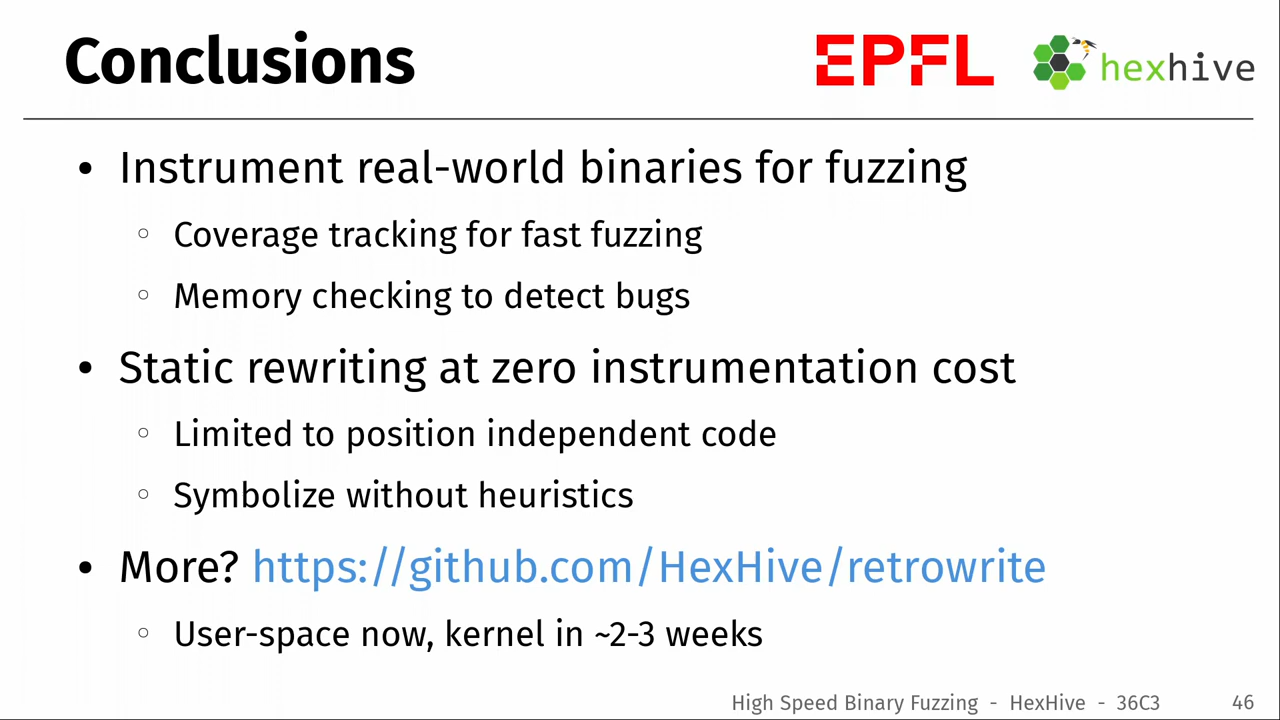 Conclusions
EPFL
hexhive
• Instrument real-world binaries for fuzzing
○ Coverage tracking for fast fuzzing
○ Memory checking to detect bugs
• Static rewriting at zero instrumentation cost
○ Limited to position independent code
○ Symbolize without heuristics
• More? https://github.com/HexHive/retrowrite
○ User-space now, kernel in ~2-3 weeks
High Speed Binary Fuzzing - HexHive - 36C3 46